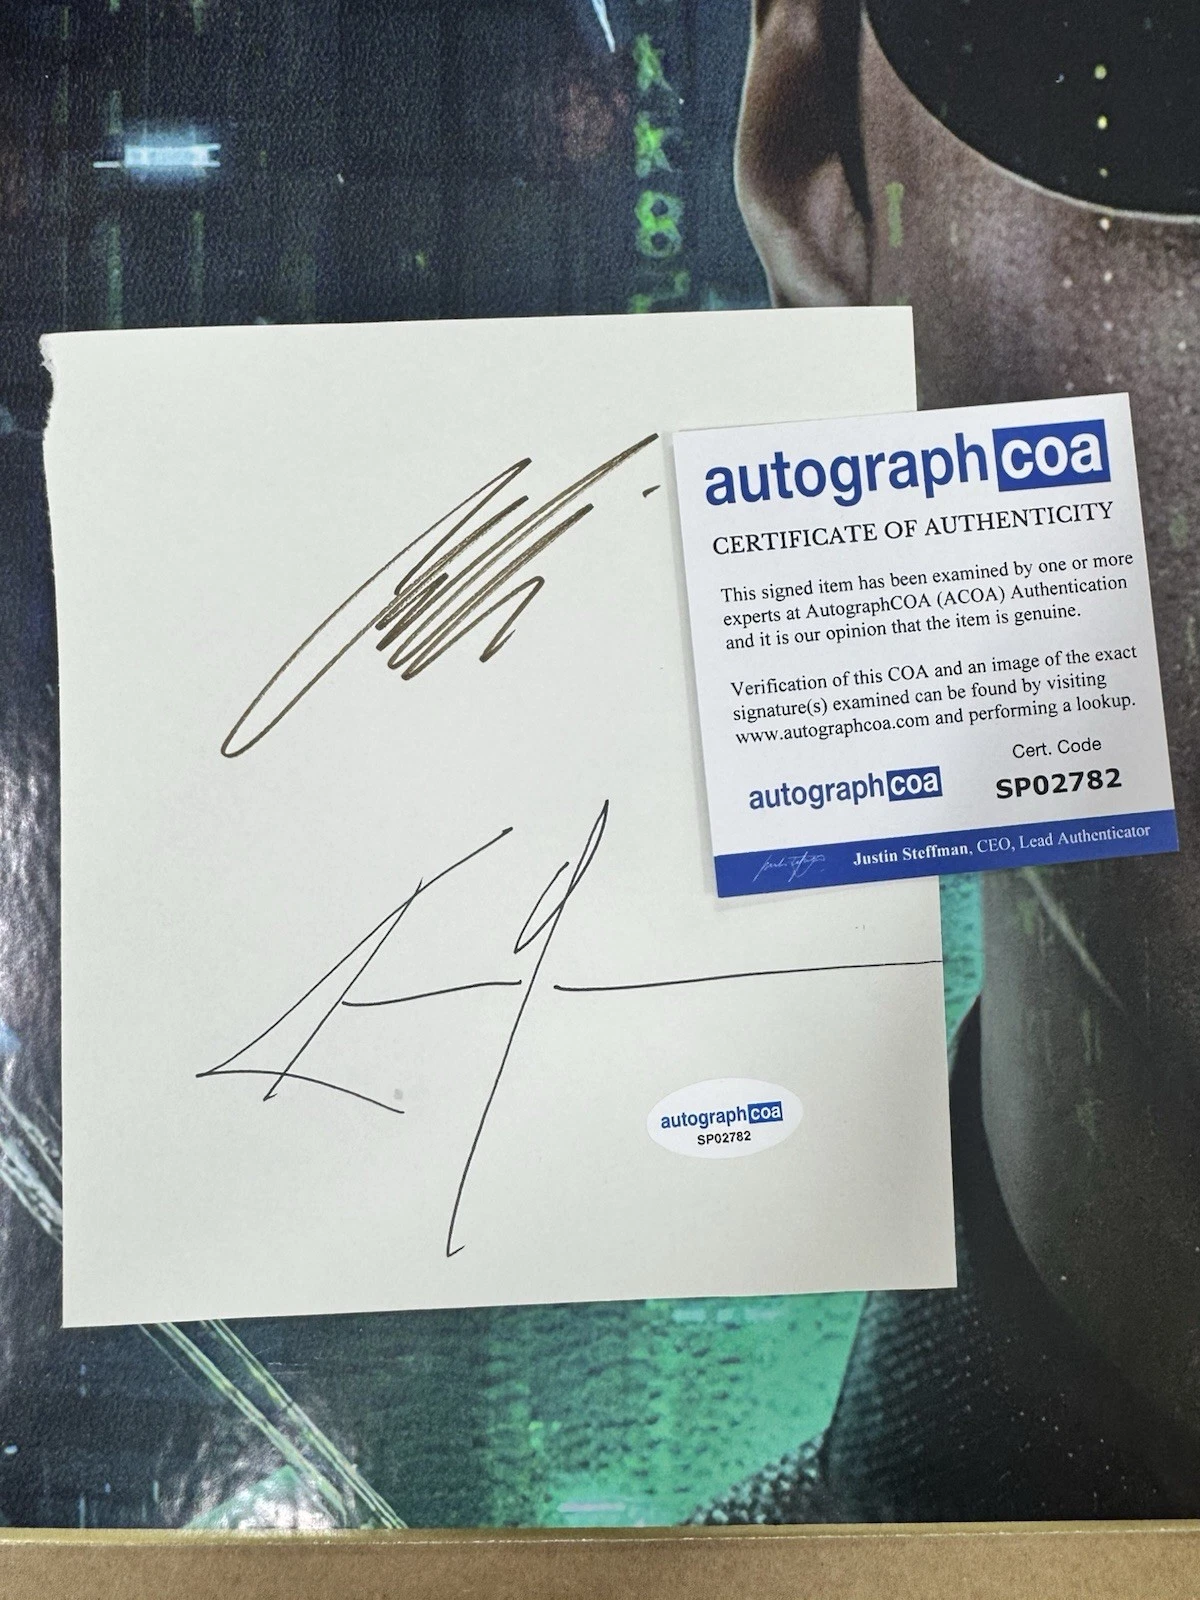 autographcoa
CERTIFICATE OF AUTHENTICITY
This signed item has been examined by one or more
experts at AutographCOA (ACOA) Authentication
and it is our opinion that the item is genuine.
Verification of this COA and an image of the exact
signature(s) examined can be found by visiting
www.autographcoa.com and performing a lookup.
Cert. Code
autographcoa SP02782
Justin Steffman, CEO, Lead Authenticator
autographcoa
SP02782